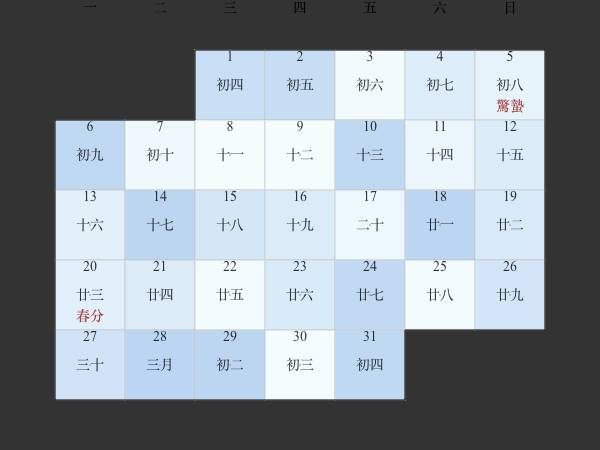 一 二 三 四 五 六 日
1 2 3 4 5
初四 初五 初六 初七 初八
驚蟄
6 7 8 9 10 11 12
初九 初十 十一 十二 十三 十四 十五
13 14 15 16 17 18 19
十六 十七 十八 十九 二十 廿一 廿二
20 21 22 23 24 25 26
廿三 廿四 廿五 廿六 廿七 廿八 廿九
春分
27 28 29 30 31
三十 三月 初二 初三 初四